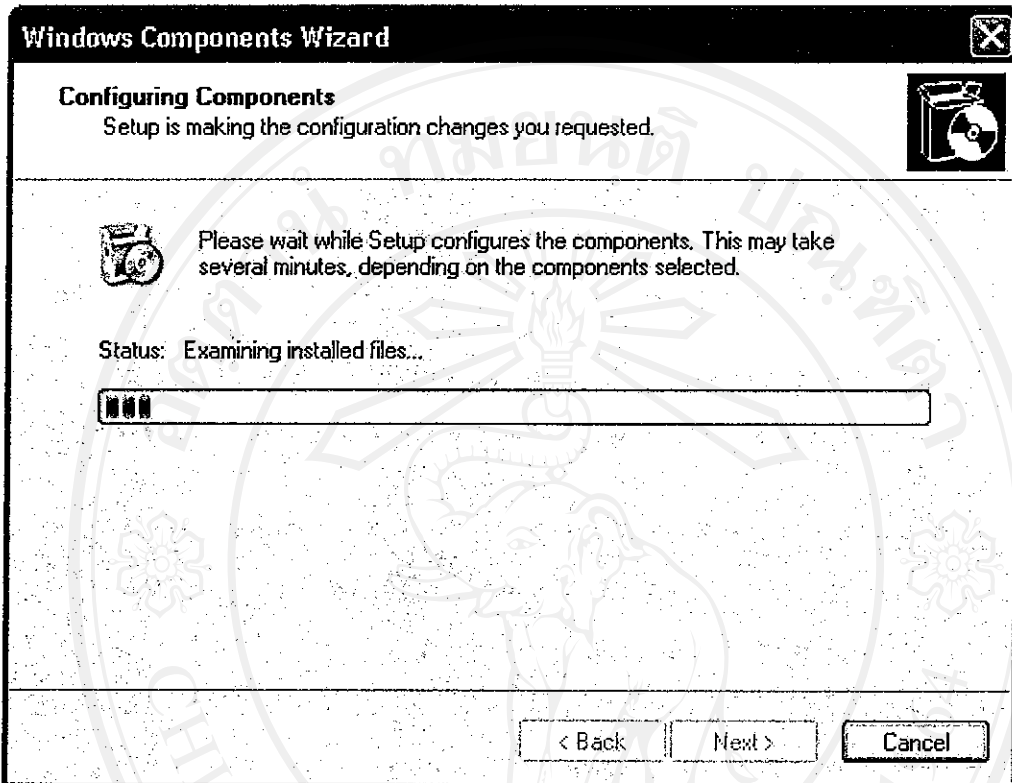 Windows Components Wizard
Configuring Components
Setup is making the configuration changes you requested.
Please wait while Setup configures the components. This may take
several minutes, depending on the components selected.
Status: Examining installed files...
< Back Next > Cancel